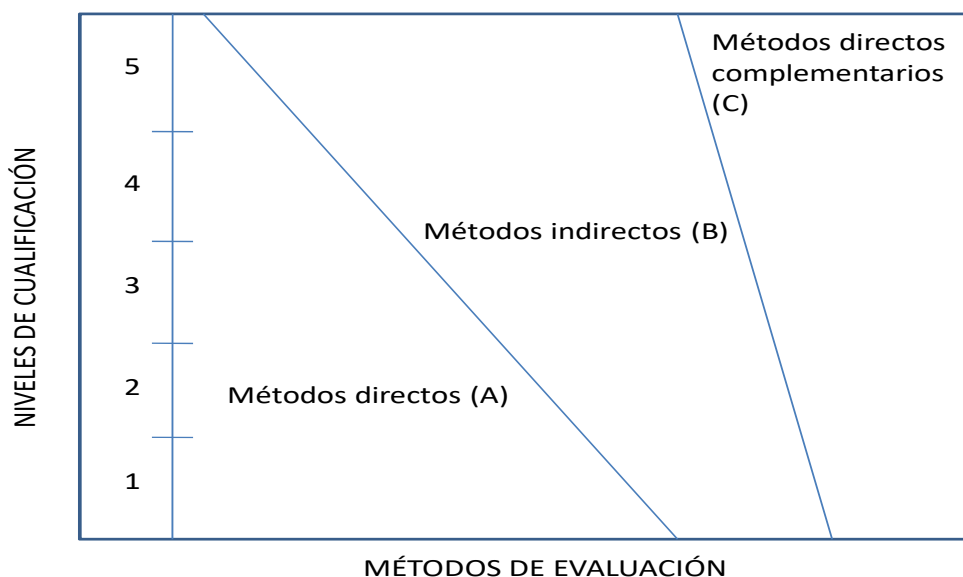 NIVELES DE CUALIFICACIÓN
5
4
3
2
1
Métodos directos
complementarios
(C)
Métodos indirectos (B)
Métodos directos (A)
MÉTODOS DE EVALUACIÓN